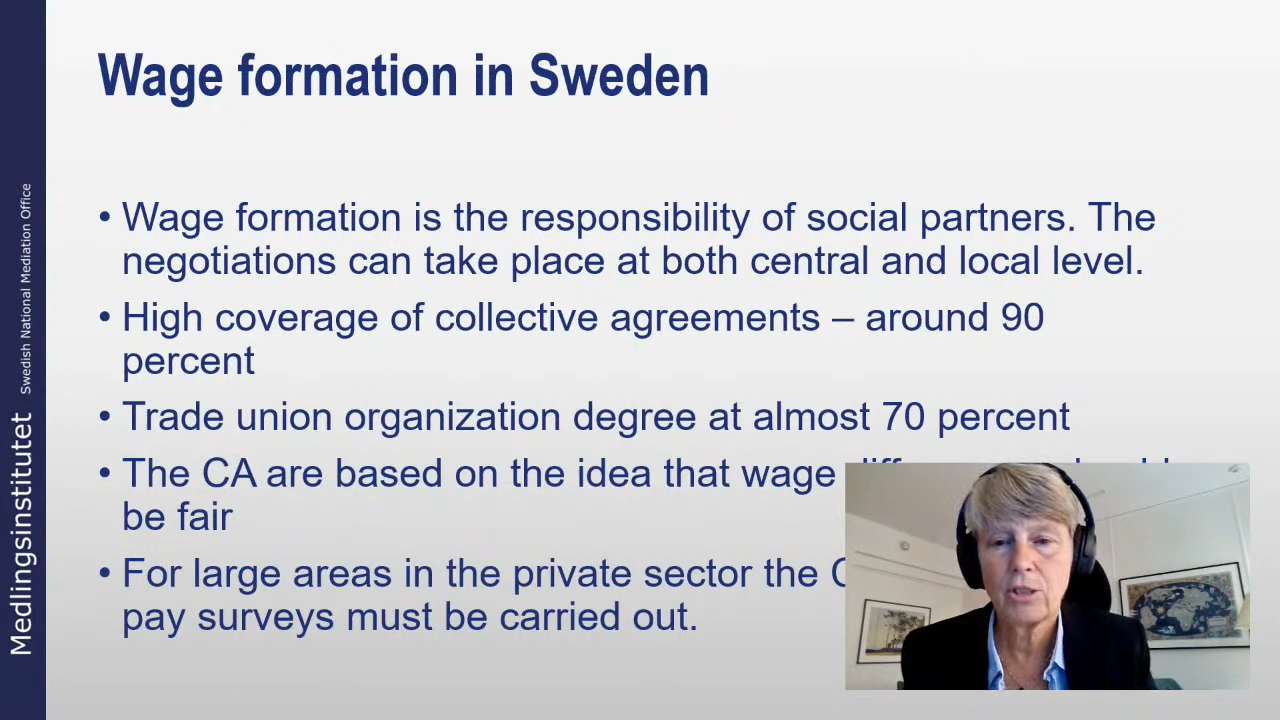 Wage formation in Sweden
• Wage formation is the responsibility of social partners. The
negotiations can take place at both central and local level.
• High coverage of collective agreements – around 90
percent
• Trade union organization degree at almost 70 percent
• The CA are based on the idea that wage
be fair
• For large areas in the private sector the
pay surveys must be carried out.
Medlingsinstitutet Swedish National Mediation Office